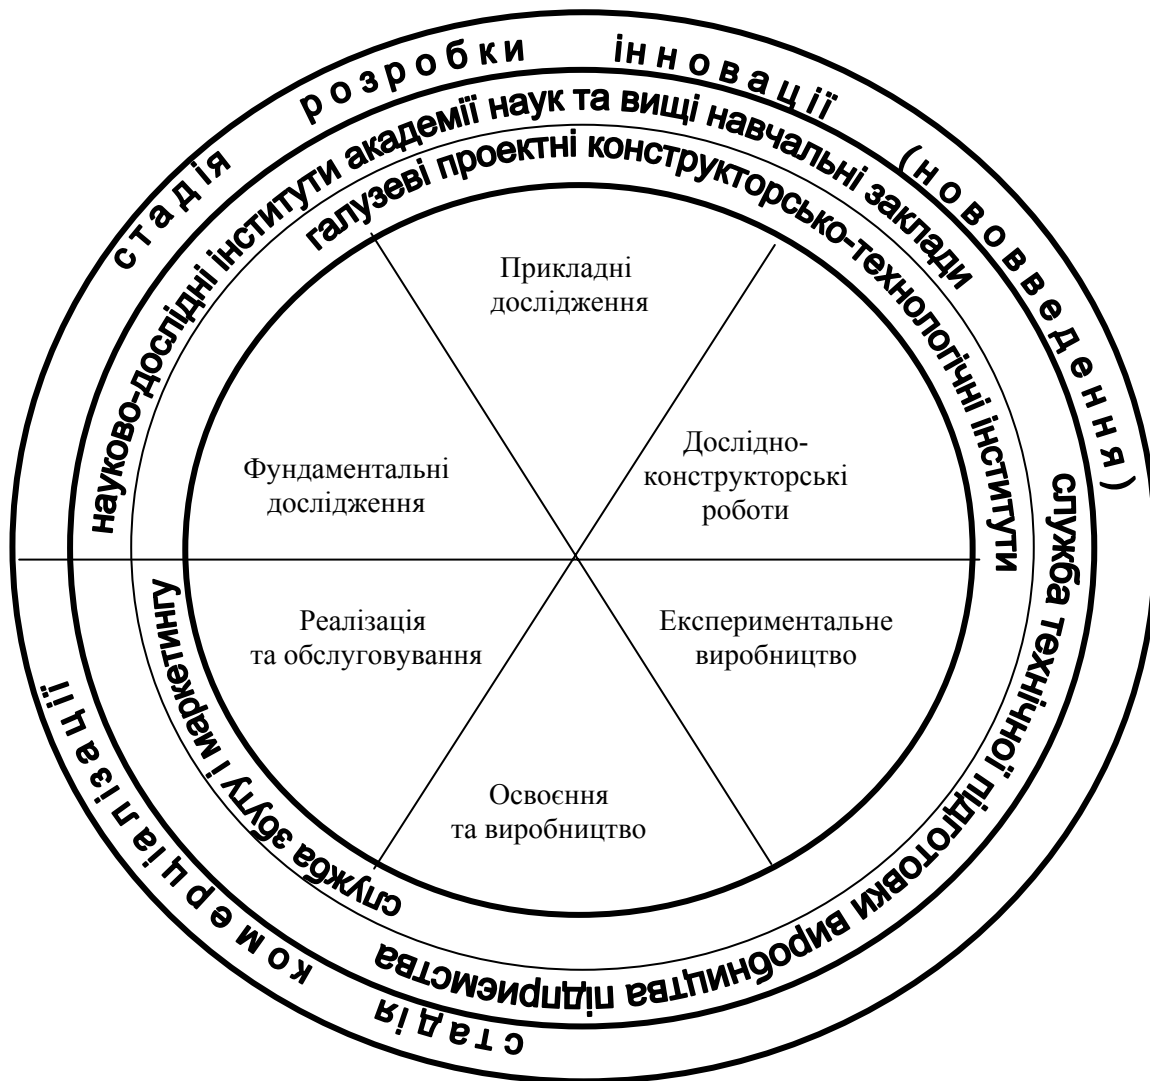 стадія розробки інновації (нововведення)
науково-дослідні інститути академії наук та вищі навчальні заклади
галузеві проектні конструкторсько-технологічні інститути
Прикладні
дослідження
Фундаментальні
дослідження
Дослідно-
конструкторські
роботи
Реалізація
та обслуговування
Експериментальне
виробництво
Освоєння
та виробництво
служба збуту і маркетингу
служба технічної підготовки виробництва підприємства
стадія комерціалізації